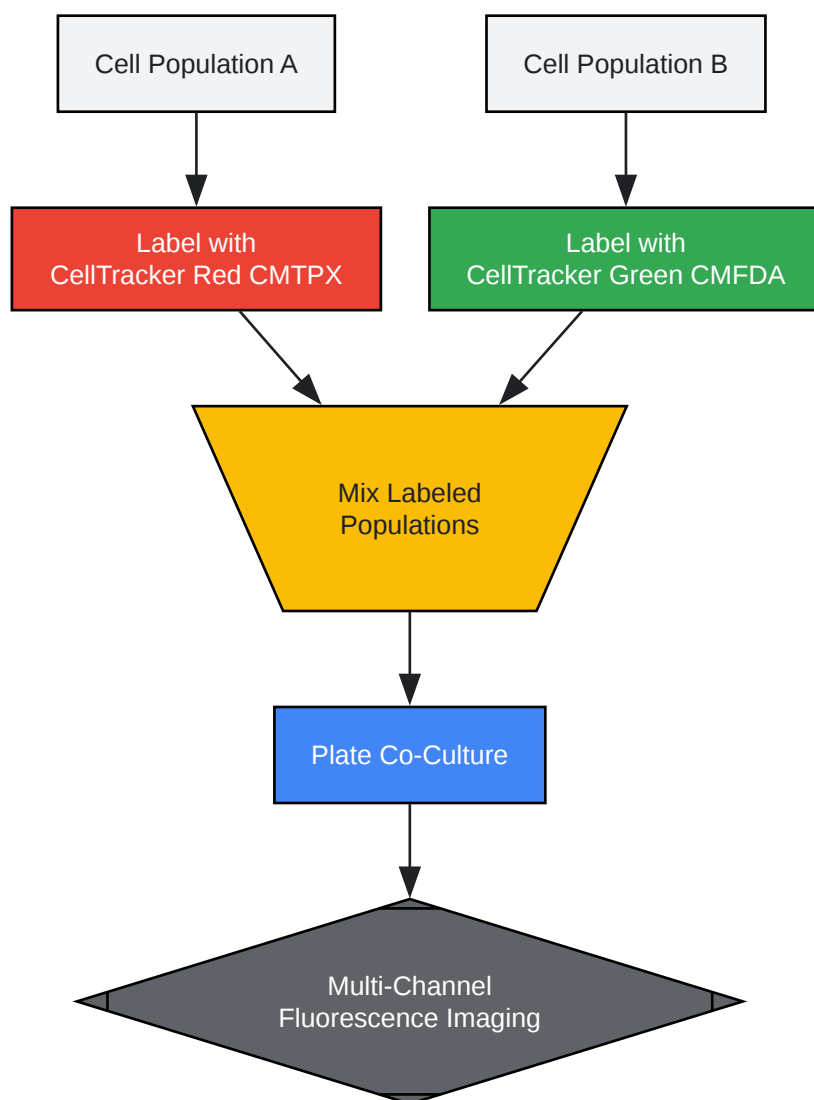 Cell Population A
Cell Population B
Label with
CellTracker Red CMTPX
Label with
CellTracker Green CMFDA
Mix Labeled
Populations
Plate Co-Culture
Multi-Channel
Fluorescence Imaging